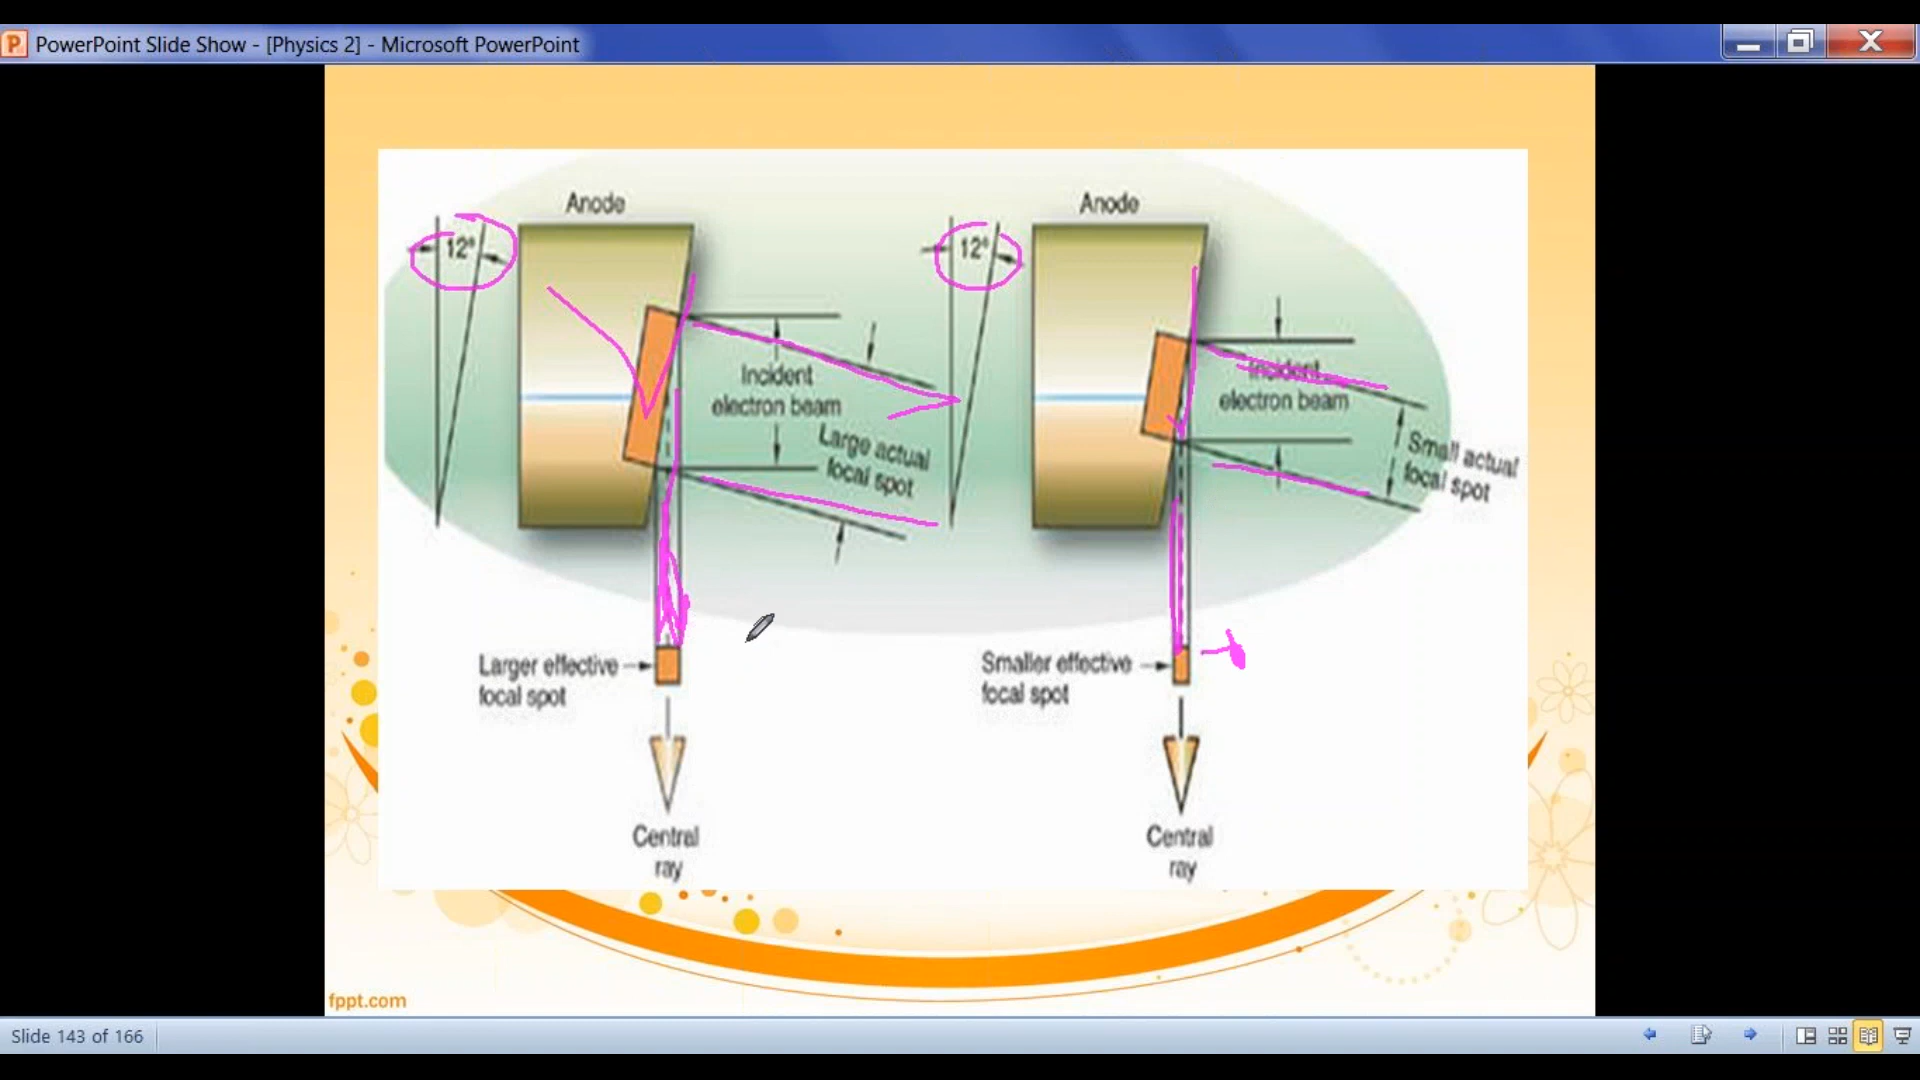 PowerPoint Slide Show - [Physics 2] - Microsoft PowerPoint
Anode
12°
Incident
electron beam
Large actual
focal spot
Larger effective
focal spot
Central
ray
Anode
12°
Incident
electron beam
Small actual
focal spot
Smaller effective
focal spot
Central
ray
fppt.com
Slide 143 of 166